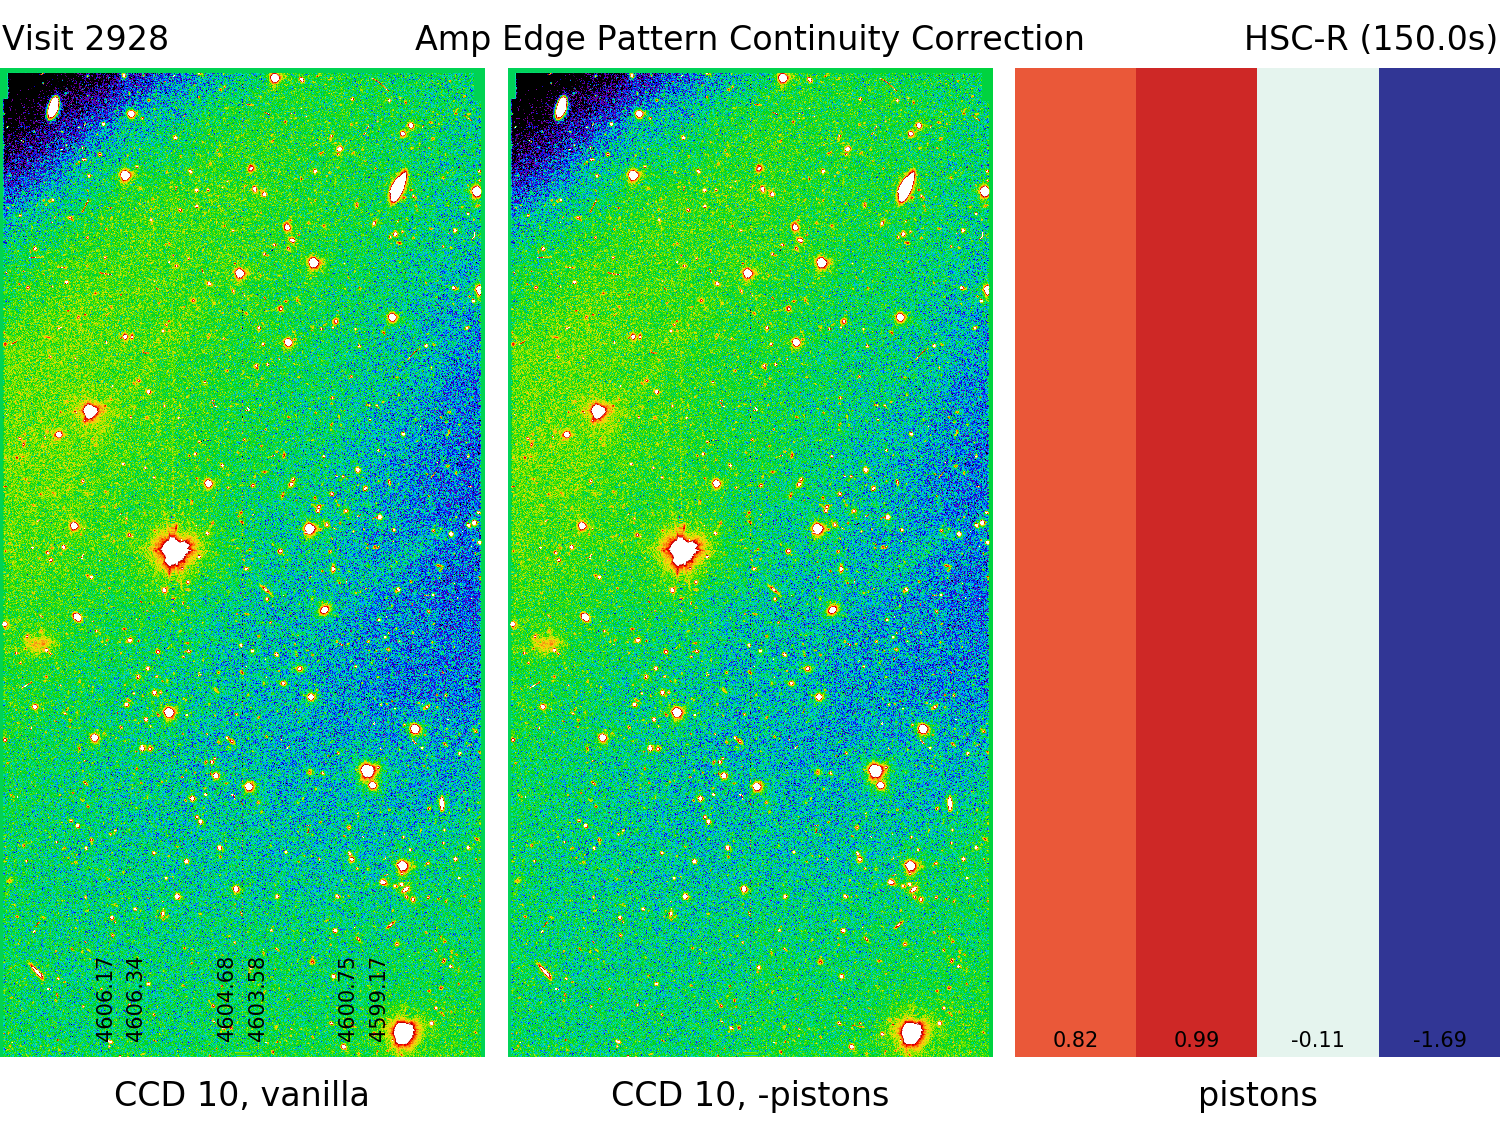 Visit 2928
Amp Edge Pattern Continuity Correction
HSC-R (150.0s)
4606.17
4606.34
4604.68
4603.58
4600.75
4599.17
0.82
0.99
-0.11
-1.69
CCD 10, vanilla
CCD 10, -pistons
pistons